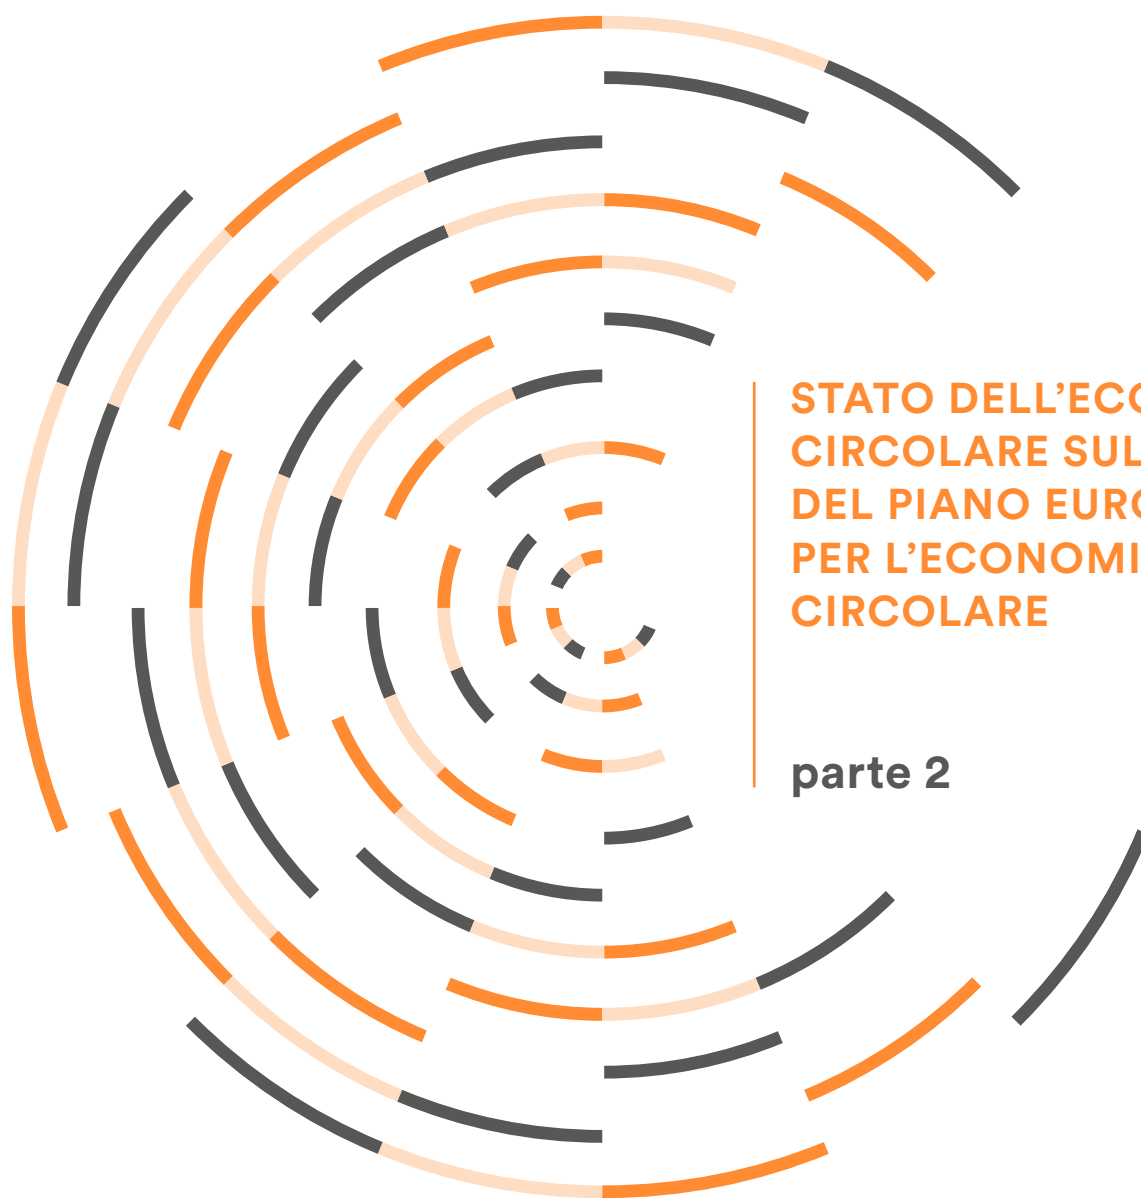 STATO DELL’ECO
CIRCOLARE SUL
DEL PIANO EURO
PER L’ECONOMI
CIRCOLARE
parte 2